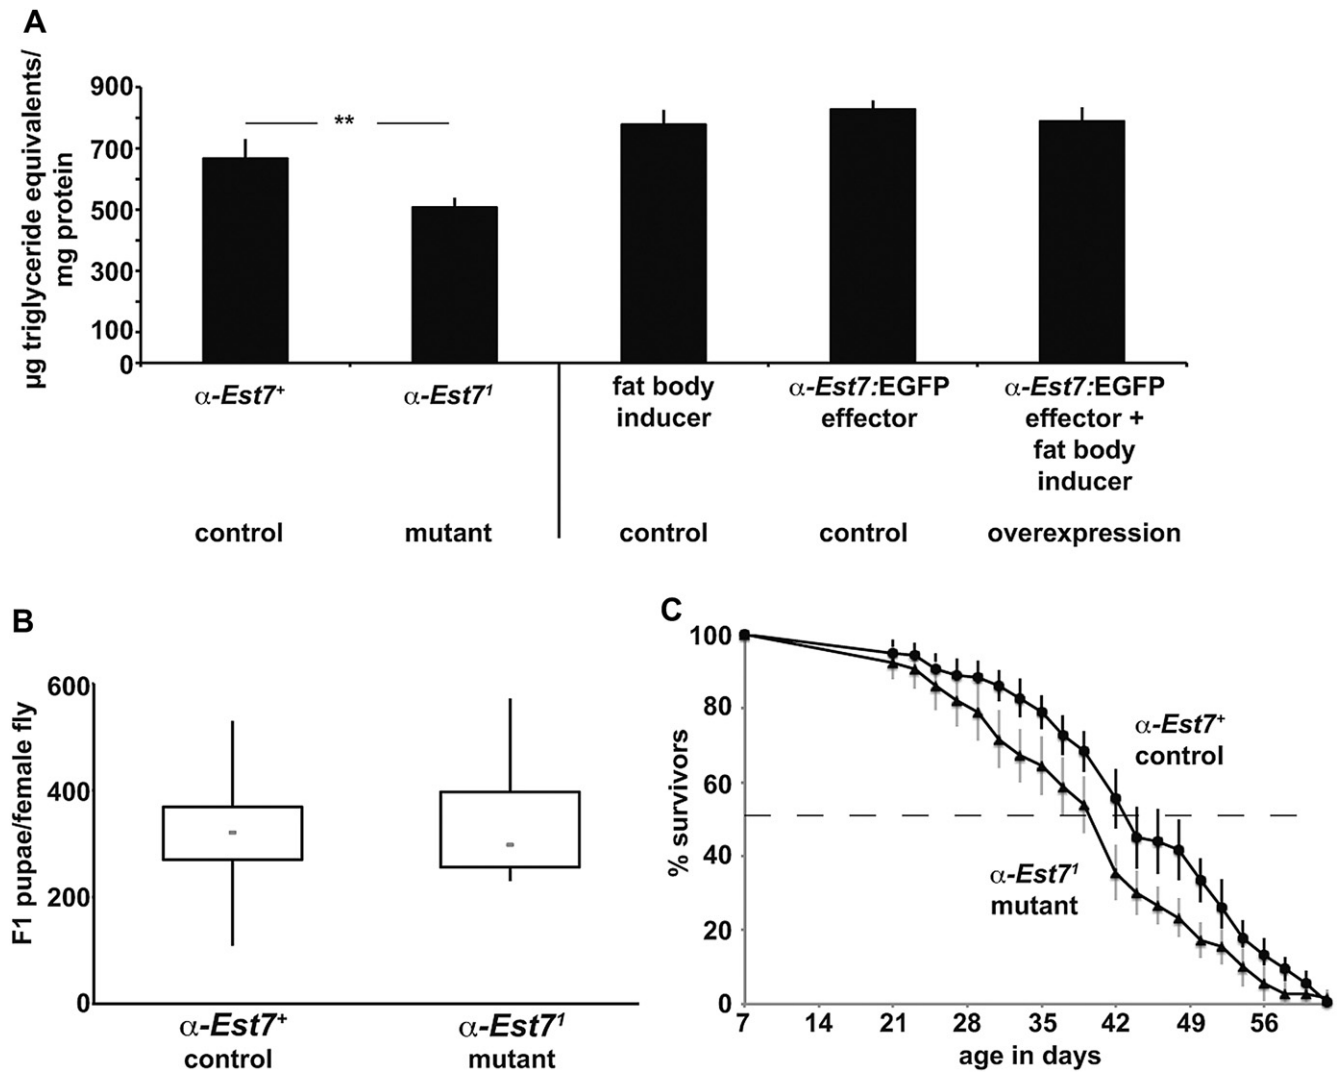 A
µg triglyceride equivalents/
mg protein
900
700
500
300
100
0
**
α-Est7+
α-Est71
fat body
inducer
α-Est7:EGFP
effector
α-Est7:EGFP
effector +
fat body
inducer
control
mutant
control
control
overexpression
B
F1 pupae/female fly
600
400
200
0
α-Est7+
control
α-Est71
mutant
C
% survivors
100
80
60
40
20
0
α-Est7+
control
α-Est71
mutant
7 14 21 28 35 42 49 56
age in days